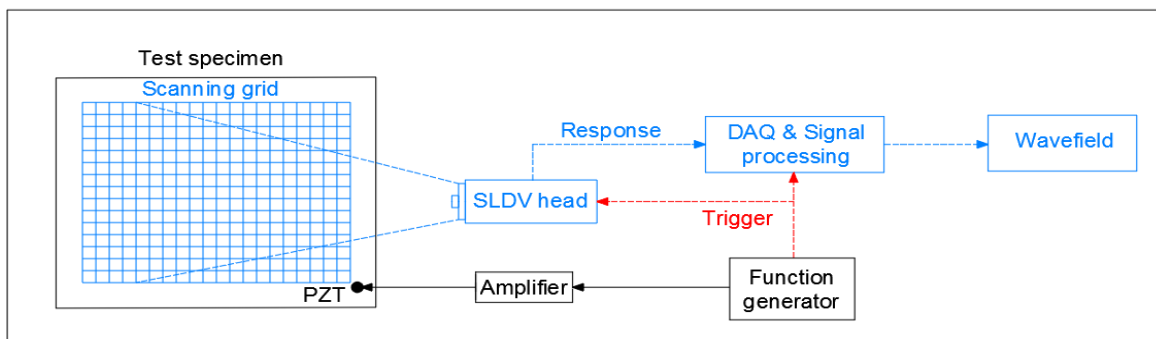 Test specimen
Scanning grid
Response
DAQ & Signal
processing
Wavefield
SLDV head
Trigger
PZT
Amplifier
Function
generator